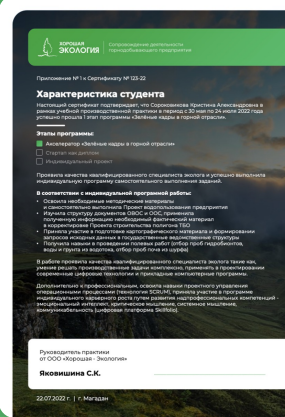 ХОРОШАЯ
ЭКОЛОГИЯ
Сопровождение деятельности
горнодобывающего предприятия
Приложение № 1 к Сертификату № 123-22
Характеристика студента
Настоящий сертификат подтверждает, что Сороковикова Кристина Александровна в
рамках учебной производственной практики в период с 30 мая по 24 июля 2022 года
успешно прошла 1 этап программы «Зелёные кадры в горной отрасли».
Этапы программы:
Акселератор «Зелёные кадры в горной отрасли»
Стартап как диплом
Индивидуальный проект
Проявила качества квалифицированного специалиста эколога и успешно выполнила
индивидуальную программу самостоятельного выполнения заданий.
В соответствии с индивидуальной программой работы:
• Освоила необходимые методические материалы
и самостоятельно выполнила Проект водопользования предприятия
• Изучила структуру документов ОВОС и ООС, применила
полученную информацию необходимый фактический материал
в корректировке Проекта строительства полигона ТБО
• Приняла участие в подготовке картографического материала и формировании
запросов исходных данных в государственные ведомственные структуры
• Получила навыки в проведении полевых работ (отбор проб гидробионтов,
воды и грунта из водотока, отбор проб почв из шурфа)
В работе проявила качества квалифицированного специалиста эколога такие как,
умение решать производственные задачи комплексно, применять в проектировании
современные цифровые технологии и прикладные компьютерные программы.
Дополнительно к профессиональным, освоила навыки проектного управления
операционными процессами (технология SCRUM), приняла участие в программе
индивидуального карьерного роста путем развития надпрофессиональных компетенций -
эмоциональный интеллект, критическое мышление, системное мышление,
коммуникабельность (цифровая платформа Skillfolio).
Руководитель практики
от ООО «Хорошая - Экология»
Яковишина С.К.
22.07.2022 г. | г. Магадан